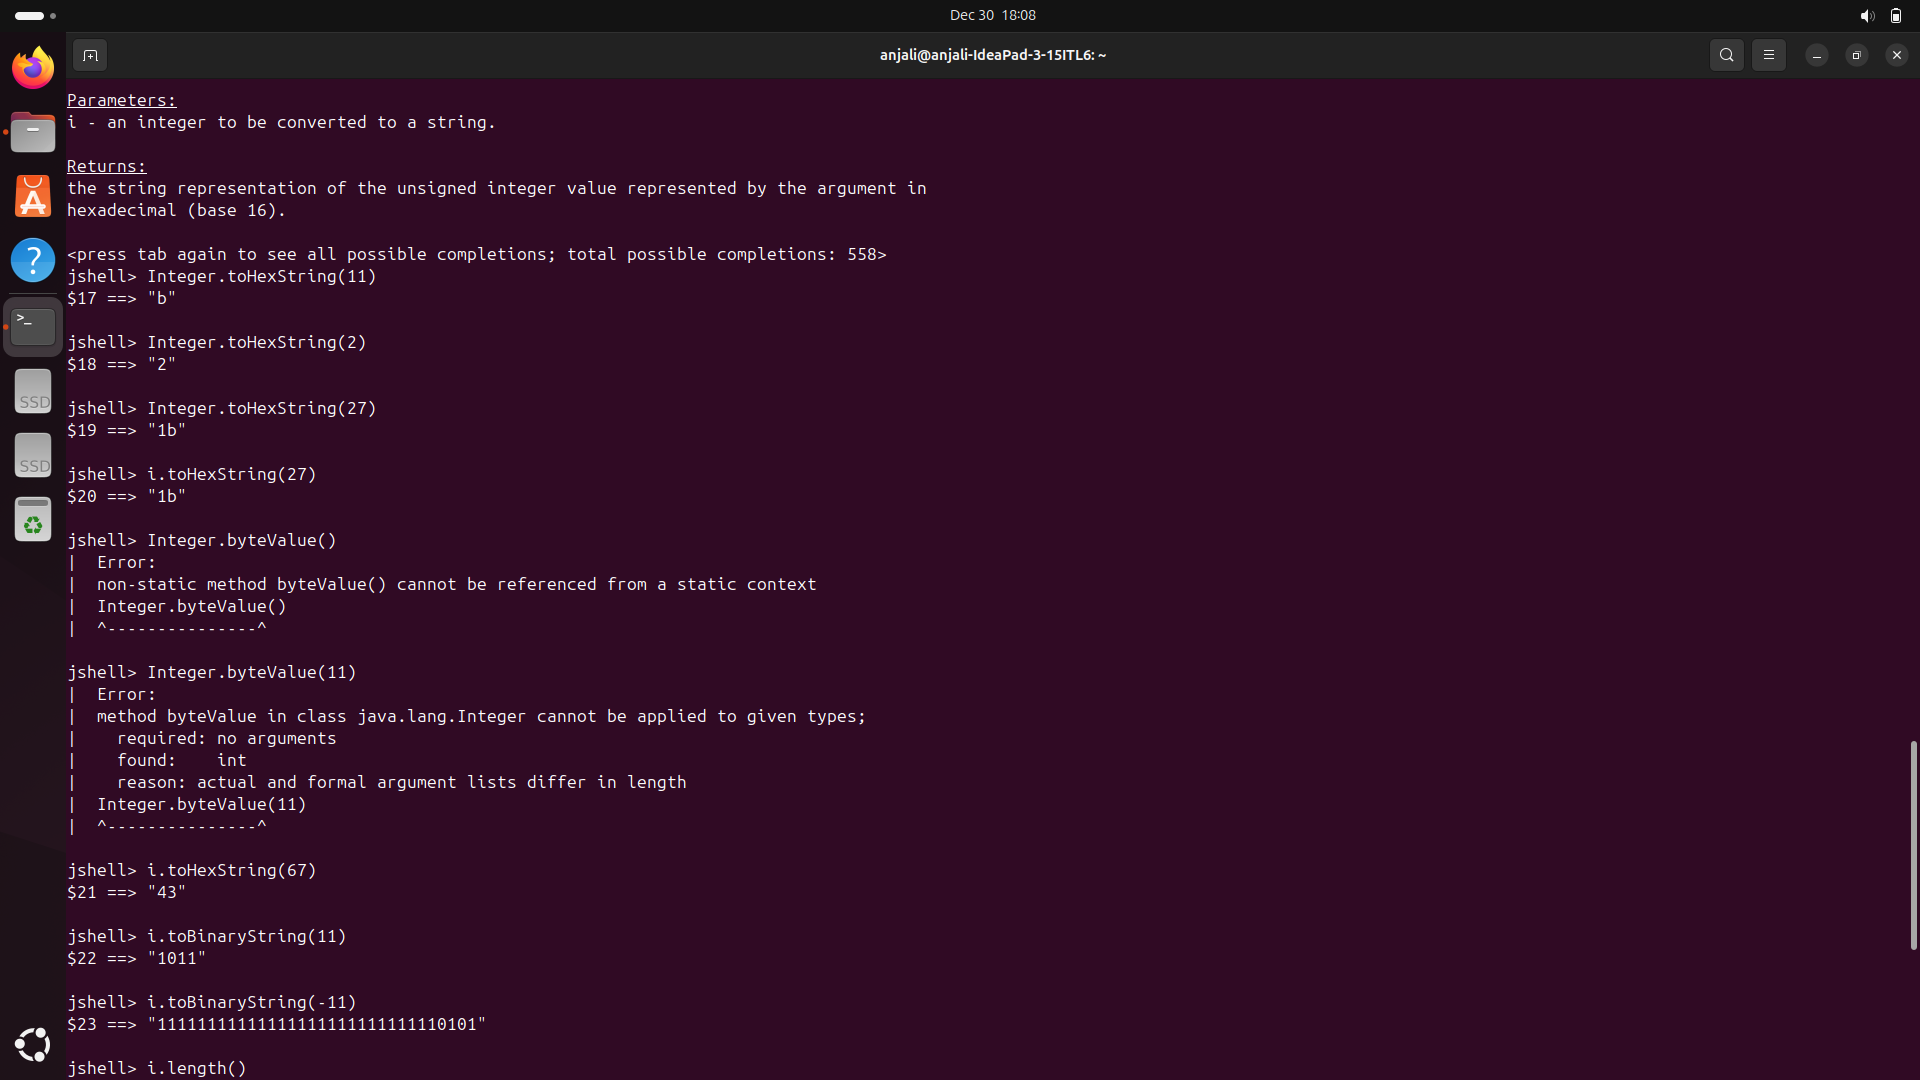 Dec 30 18:08
anjali@anjali-IdeaPad-3-15ITL6: ~
Parameters:
i - an integer to be converted to a string.
Returns:
the string representation of the unsigned integer value represented by the argument in
hexadecimal (base 16).
<press tab again to see all possible completions; total possible completions: 558>
jshell> Integer.toHexString(11)
$17 ==> "b"
jshell> Integer.toHexString(2)
$18 ==> "2"
jshell> Integer.toHexString(27)
$19 ==> "1b"
jshell> i.toHexString(27)
$20 ==> "1b"
jshell> Integer.byteValue()
|  Error:
|  non-static method byteValue() cannot be referenced from a static context
|  Integer.byteValue()
|  ^---------------^
jshell> Integer.byteValue(11)
|  Error:
|  method byteValue in class java.lang.Integer cannot be applied to given types;
|    required: no arguments
|    found:    int
|    reason: actual and formal argument lists differ in length
|  Integer.byteValue(11)
|  ^---------------^
jshell> i.toHexString(67)
$21 ==> "43"
jshell> i.toBinaryString(11)
$22 ==> "1011"
jshell> i.toBinaryString(-11)
$23 ==> "11111111111111111111111111110101"
jshell> i.length()
SSD
SSD